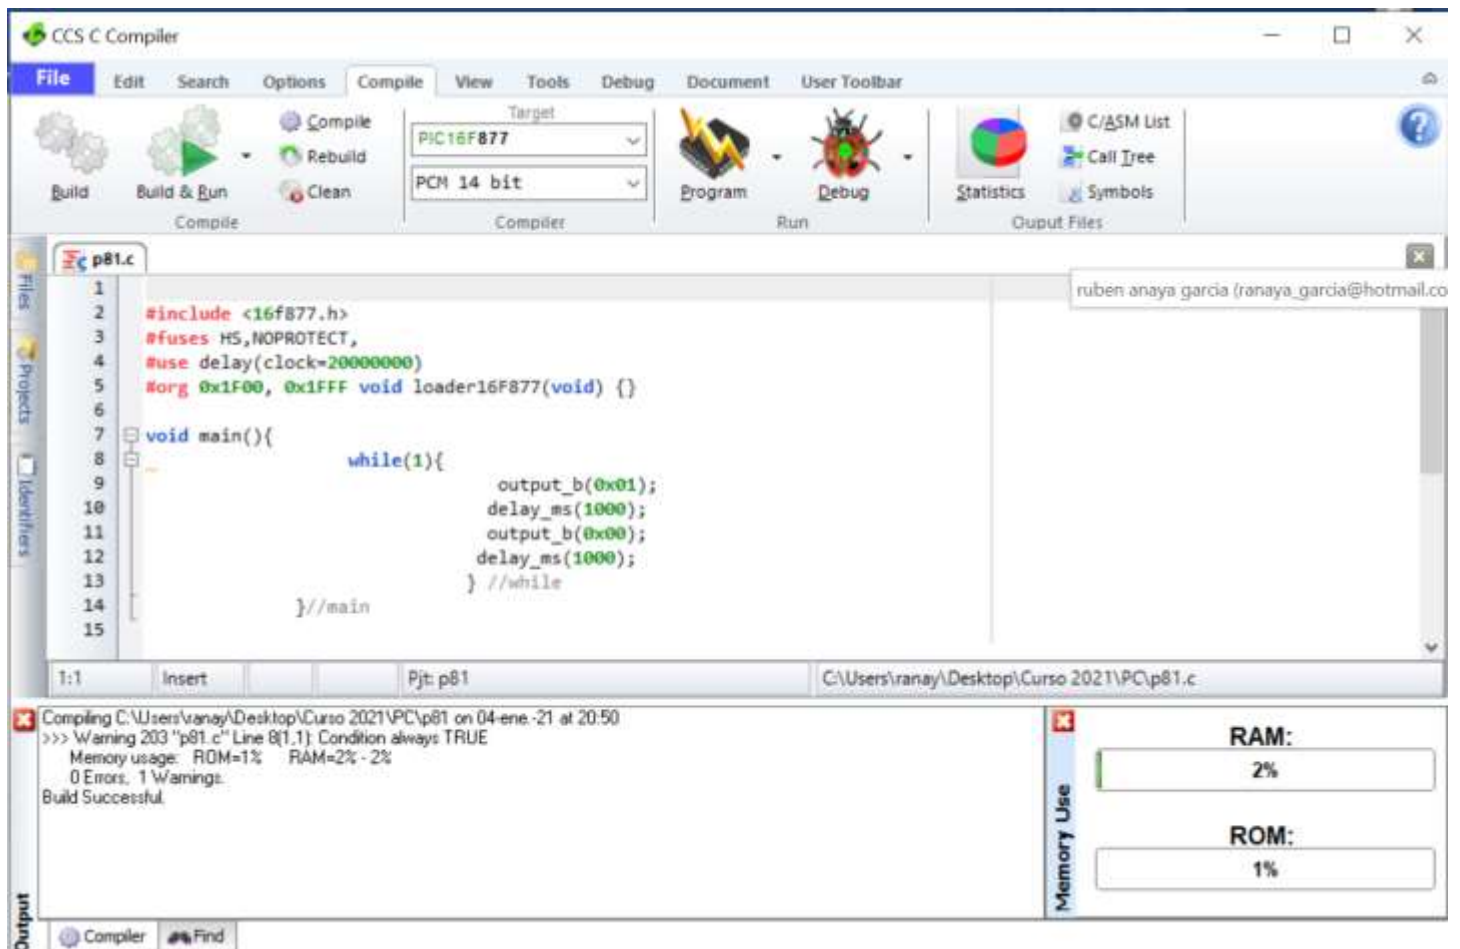 CCS C Compiler
File Edit Search Options Compile View Tools Debug Document User Toolbar
Build
Build & Run
Compile
Rebuild
Clean
Compile
Target
PIC16F877
PCM 14 bit
Compiler
Program
Debug
Run
Statistics
C/ASM List
Call Tree
Symbols
Ouput Files
Files
Projects
Identifiers
p81.c
ruben anaya garcia (ranaya_garcia@hotmail.co
1
2 #include <16f877.h>
3 #fuses HS,NOPROTECT,
4 #use delay(clock=20000000)
5 #org 0x1F00, 0x1FFF void loader16F877(void) {}
6
7 void main(){
8 while(1){
9 output_b(0x01);
10 delay_ms(1000);
11 output_b(0x00);
12 delay_ms(1000);
13 } //while
14 }//main
15
1:1 Insert Pjt: p81 C:\Users\ranay\Desktop\Curso 2021\PC\p81.c
Compiling C:\Users\ranay\Desktop\Curso 2021\PC\p81 on 04-ene.-21 at 20:50
>>> Warning 203 "p81.c" Line 8(1,1): Condition always TRUE
Memory usage: ROM=1% RAM=2% - 2%
0 Errors, 1 Warnings.
Build Successful.
Output
Compiler Find
Memory Use
RAM:
2%
ROM:
1%